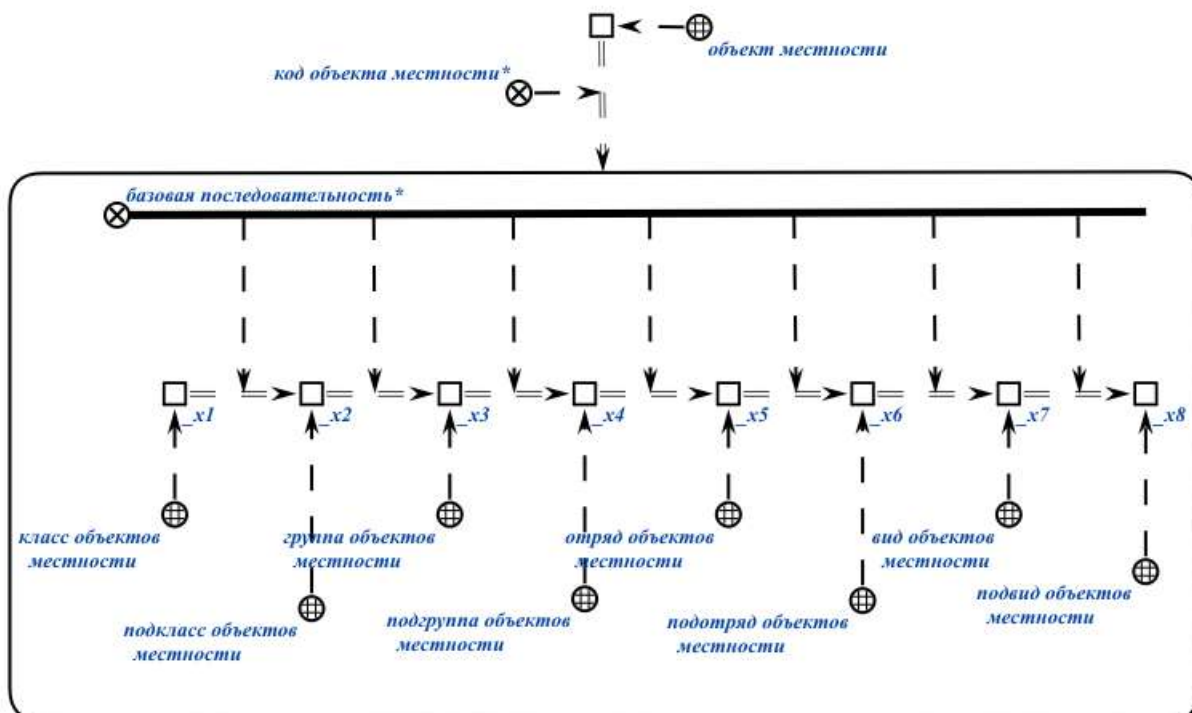 объект местности
код объекта местности*
базовая последовательность*
_x1
_x2
_x3
_x4
_x5
_x6
_x7
_x8
класс объектов
местности
группа объектов
местности
отряд объектов
местности
вид объектов
местности
подкласс объектов
местности
подгруппа объектов
местности
подотряд объектов
местности
подвид объектов
местности